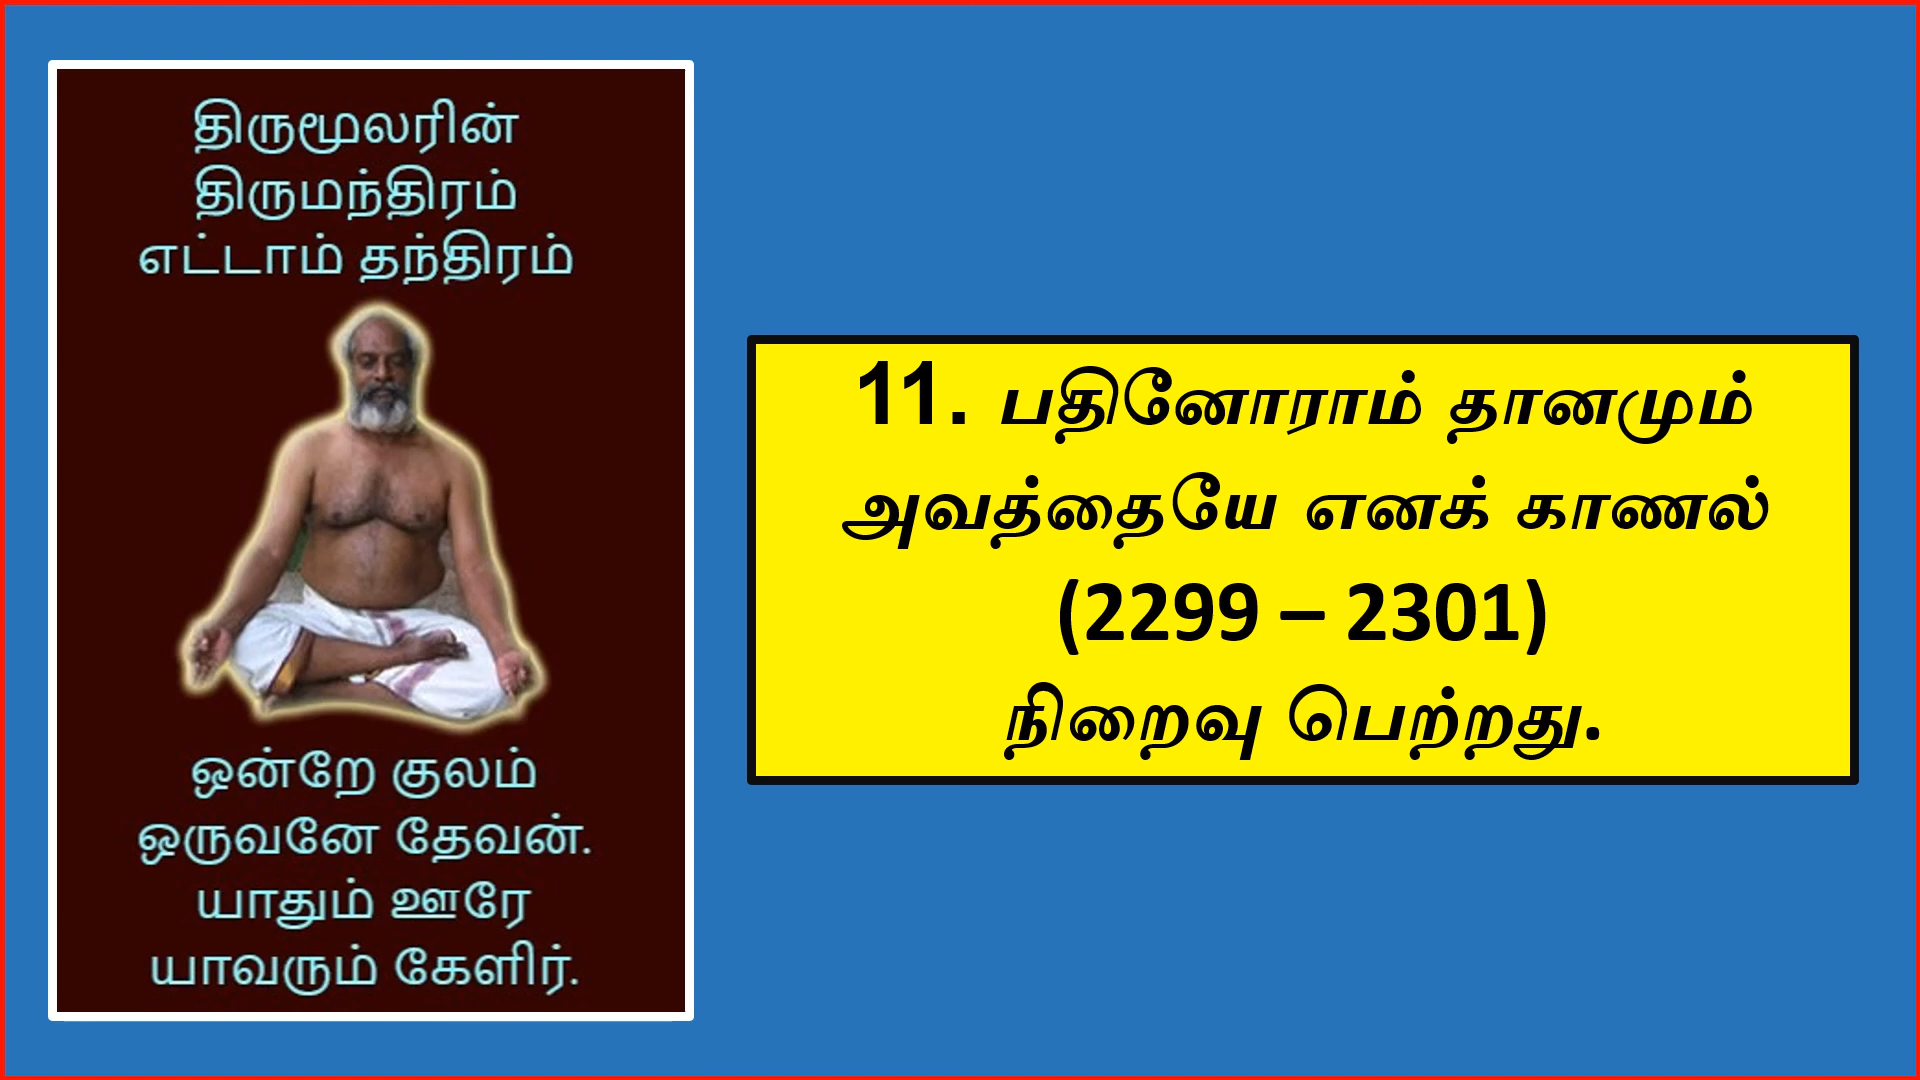 திருமூலரின்
திருமந்திரம்
எட்டாம் தந்திரம்
ஒன்றே குலம்
ஒருவனே தேவன்.
யாதும் ஊரே
யாவரும் கேளிர்.
11. பதினோராம் தானமும்
அவத்தையே எனக் காணல்
(2299 – 2301)
நிறைவு பெற்றது.